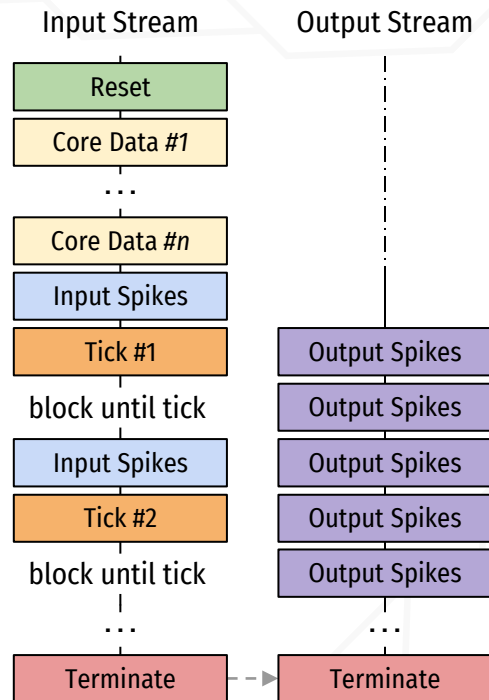 Input Stream
Reset
Core Data #1
...
Core Data #n
Input Spikes
Tick #1
block until tick
Input Spikes
Tick #2
block until tick
...
Terminate
Output Stream
Output Spikes
Output Spikes
Output Spikes
Output Spikes
Output Spikes
...
Terminate